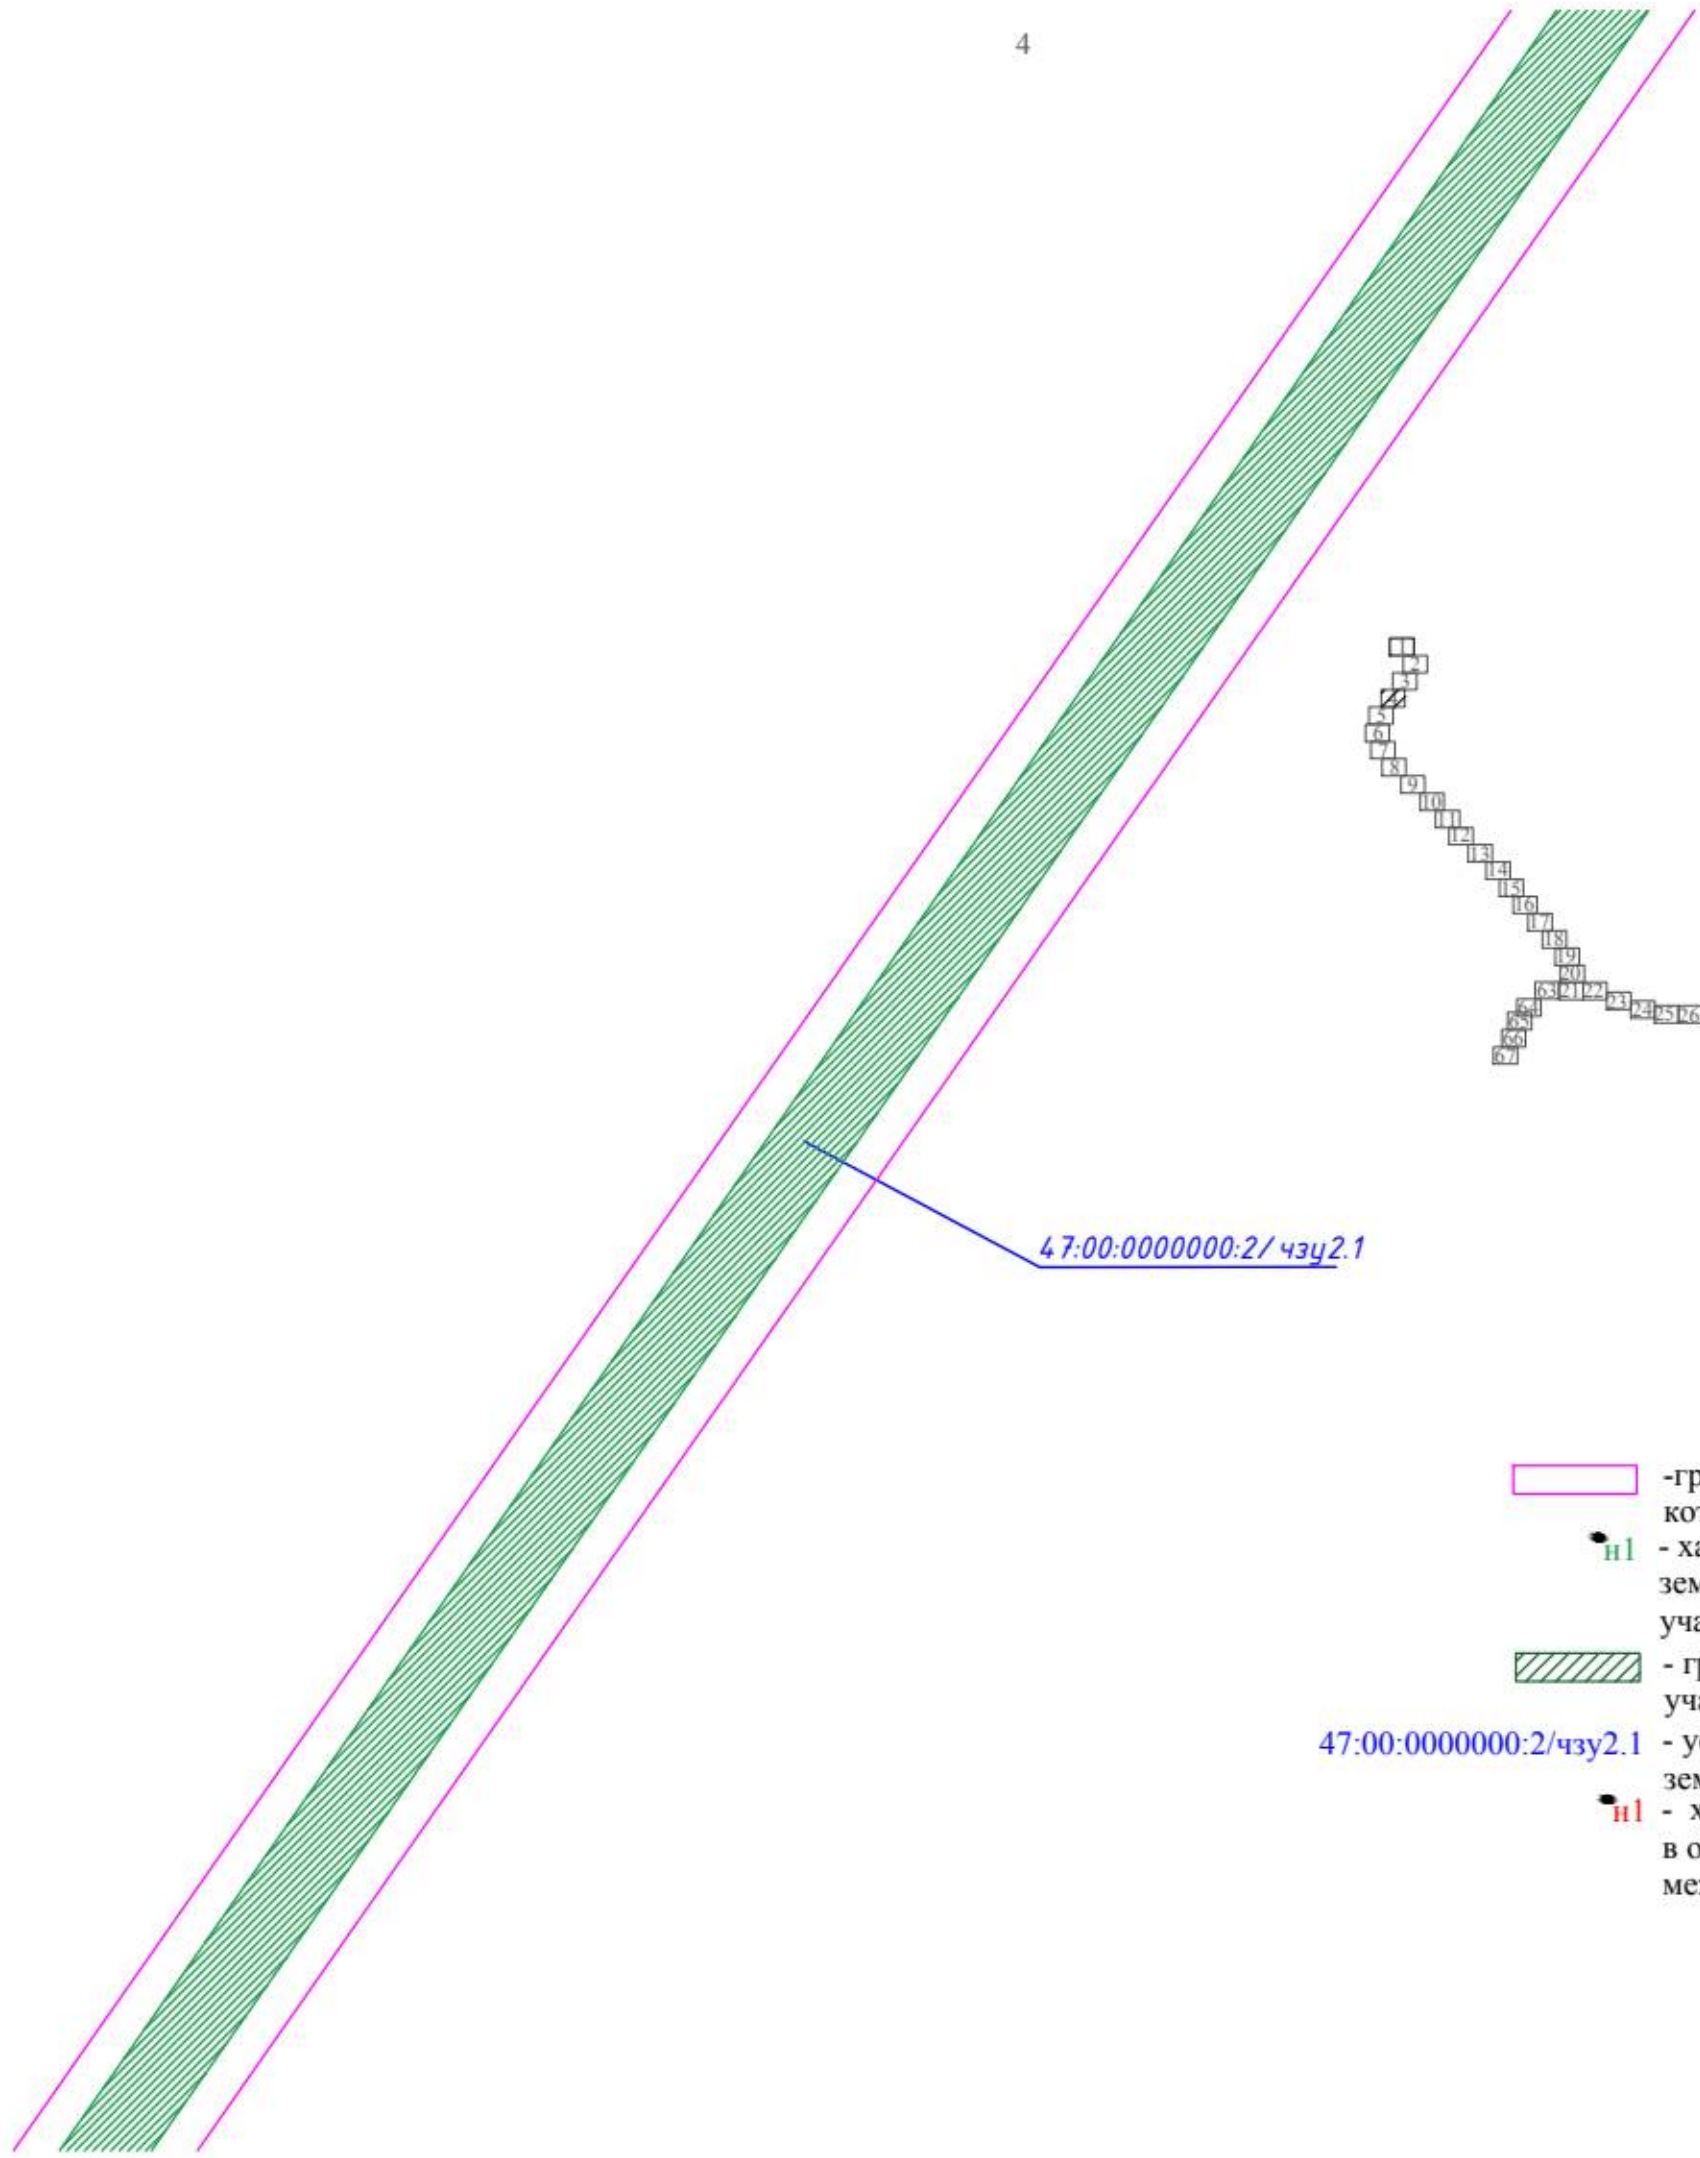 4
1
2
3
4
5
6
7
8
9
10
11
12
13
14
15
16
17
18
19
20
63 21 22
23
24 25 26
64
65
66
67
47:00:0000000:2/ чзу2.1
-гр
ко
н1 - ха
зем
уча
- гр
уча
47:00:0000000:2/чзу2.1 - у
зем
н1 - х
в о
ме